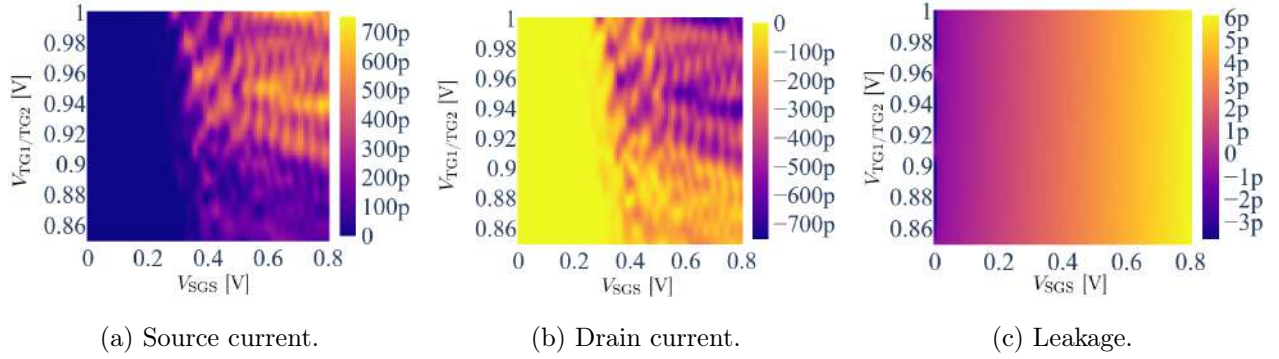 1
0.98
0.96
0.94
0.92
0.9
0.88
0.86
V_TG1/TG2 [V]
0
0.2
0.4
0.6
0.8
V_SGS [V]
700p
600p
500p
400p
300p
200p
100p
0
(a) Source current.
1
0.98
0.96
0.94
0.92
0.9
0.88
0.86
V_TG1/TG2 [V]
0
0.2
0.4
0.6
0.8
V_SGS [V]
0
−100p
−200p
−300p
−400p
−500p
−600p
−700p
(b) Drain current.
1
0.98
0.96
0.94
0.92
0.9
0.88
0.86
V_TG1/TG2 [V]
0
0.2
0.4
0.6
0.8
V_SGS [V]
6p
5p
4p
3p
2p
1p
0
−1p
−2p
−3p
(c) Leakage.